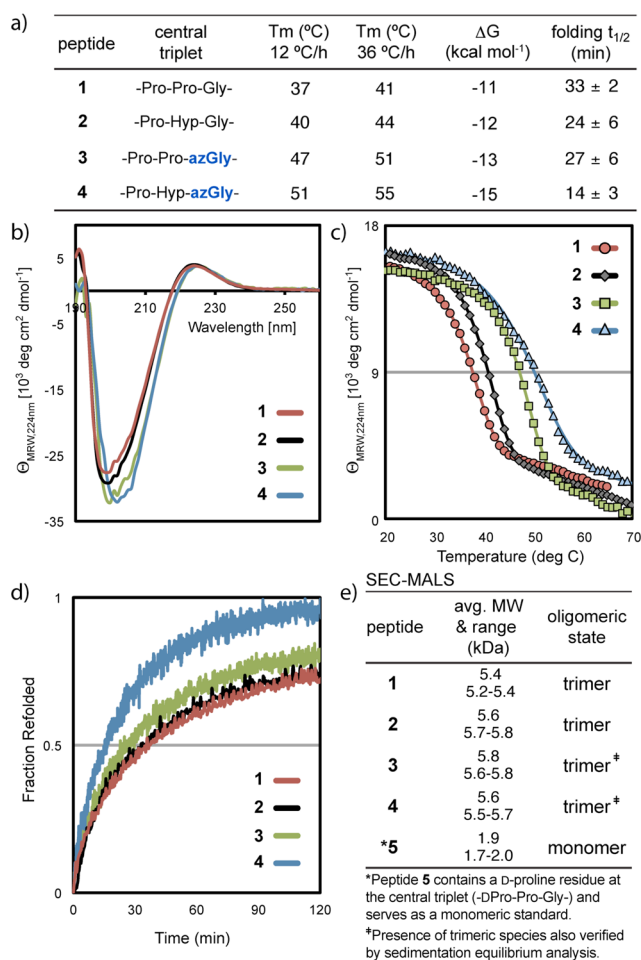 a)
peptide central triplet Tm (ºC) 12 ºC/h Tm (ºC) 36 ºC/h ΔG (kcal mol-1) folding t1/2 (min)
1 -Pro-Pro-Gly- 37 41 -11 33 ± 2
2 -Pro-Hyp-Gly- 40 44 -12 24 ± 6
3 -Pro-Pro-azGly- 47 51 -13 27 ± 6
4 -Pro-Hyp-azGly- 51 55 -15 14 ± 3
b)
ΘMRW,224nm [10³ deg cm² dmol-1]
5
-5
-15
-25
-35
190 210 230 250
Wavelength [nm]
1
2
3
4
c)
ΘMRW,224nm [10³ deg cm² dmol-1]
18
9
0
20 30 40 50 60 70
Temperature (deg C)
1
2
3
4
d)
Fraction Refolded
1
0.5
0
0 30 60 90 120
Time (min)
1
2
3
4
e)
SEC-MALS
peptide avg. MW & range (kDa) oligomeric state
1 5.4 5.2-5.4 trimer
2 5.6 5.7-5.8 trimer
3 5.8 5.6-5.8 trimer‡
4 5.6 5.5-5.7 trimer‡
*5 1.9 1.7-2.0 monomer
*Peptide 5 contains a D-proline residue at
the central triplet (-DPro-Pro-Gly-) and
serves as a monomeric standard.
‡Presence of trimeric species also verified
by sedimentation equilibrium analysis.